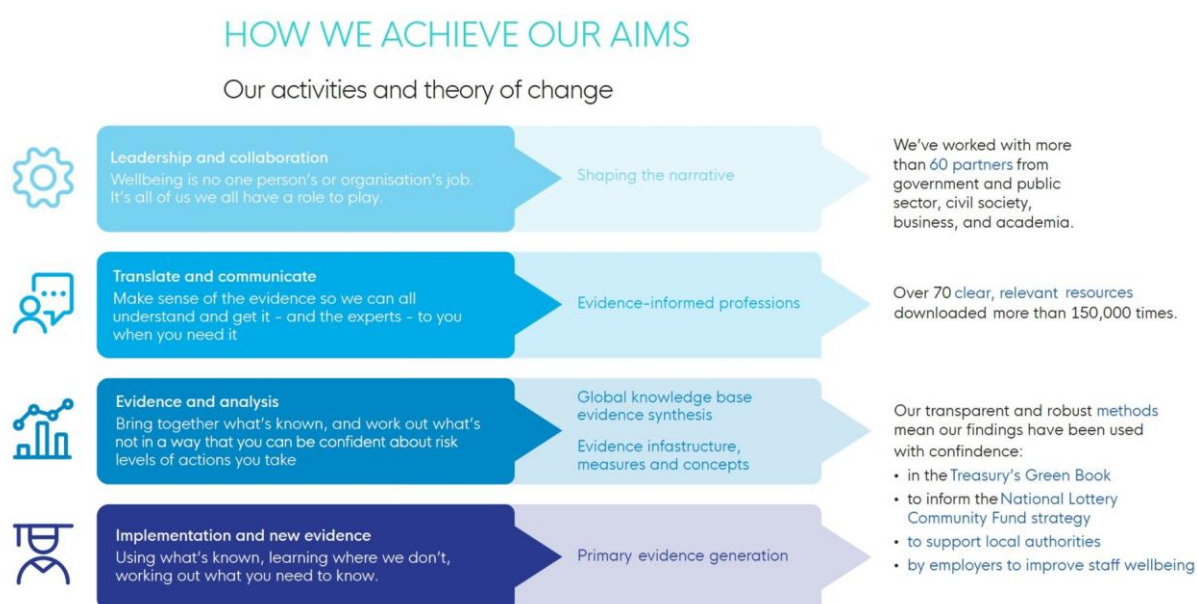 HOW WE ACHIEVE OUR AIMS
Our activities and theory of change
Leadership and collaboration
Wellbeing is no one person's or organisation's job.
It's all of us we all have a role to play.
Shaping the narrative
We've worked with more
than 60 partners from
government and public
sector, civil society,
business, and academia.
Translate and communicate
Make sense of the evidence so we can all
understand and get it - and the experts - to you
when you need it
Evidence-informed professions
Over 70 clear, relevant resources
downloaded more than 150,000 times.
Evidence and analysis
Bring together what's known, and work out what's
not in a way that you can be confident about risk
levels of actions you take
Global knowledge base
evidence synthesis
Evidence infastructure,
measures and concepts
Our transparent and robust methods
mean our findings have been used
with confindence:
• in the Treasury's Green Book
• to inform the National Lottery
Community Fund strategy
• to support local authorities
• by employers to improve staff wellbeing
Implementation and new evidence
Using what's known, learning where we don't,
working out what you need to know.
Primary evidence generation